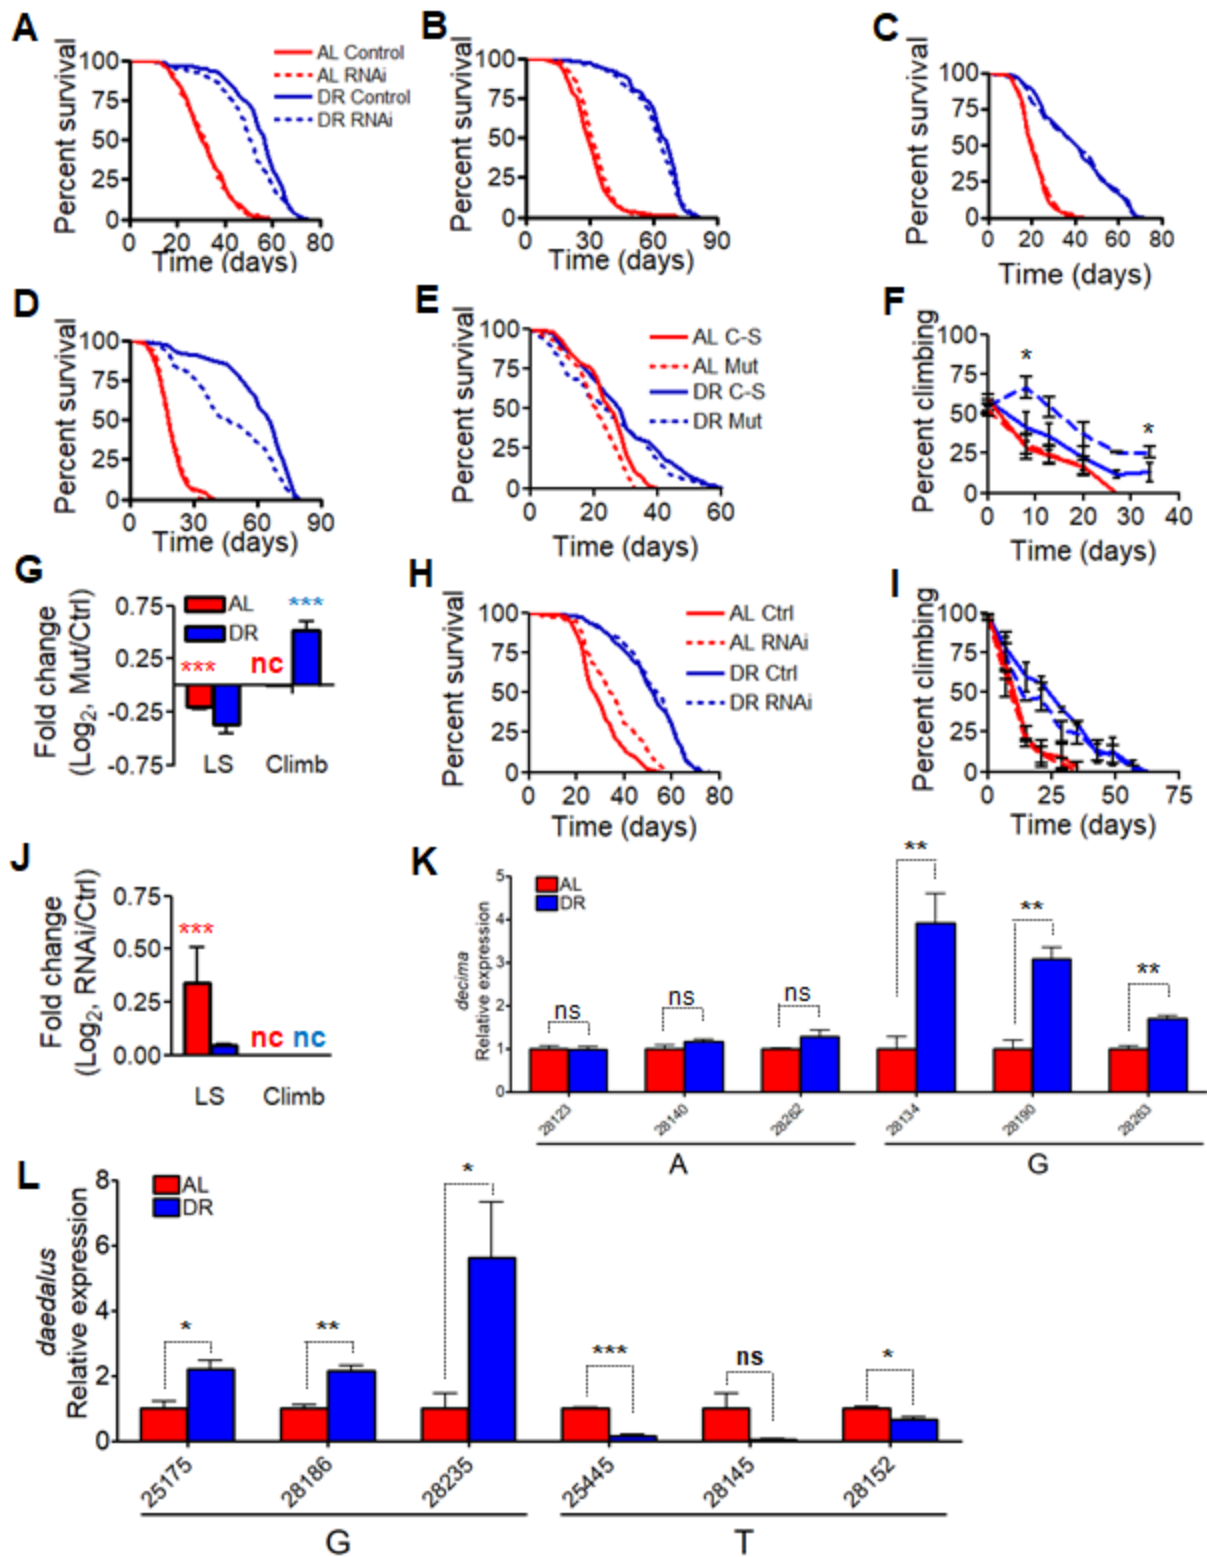 A
Percent survival
100
75
50
25
0
0 20 40 60 80
Time (days)
AL Control
AL RNAi
DR Control
DR RNAi
B
Percent survival
100
75
50
25
0
0 30 60 90
Time (days)
C
Percent survival
100
75
50
25
0
0 20 40 60 80
Time (days)
D
Percent survival
100
75
50
25
0
0 30 60 90
Time (days)
E
Percent survival
100
75
50
25
0
0 20 40 60
Time (days)
AL C-S
AL Mut
DR C-S
DR Mut
F
Percent climbing
100
75
50
25
0
* *
0 10 20 30 40
Time (days)
G
Fold change
(Log2, Mut/Ctrl)
0.75
0.25
-0.25
-0.75
AL
DR
***
***
nc
LS Climb
H
Percent survival
100
75
50
25
0
0 20 40 60 80
Time (days)
AL Ctrl
AL RNAi
DR Ctrl
DR RNAi
I
Percent climbing
100
75
50
25
0
0 25 50 75
Time (days)
J
Fold change
(Log2, RNAi/Ctrl)
0.75
0.50
0.25
0.00
***
nc nc
LS Climb
K
decima
Relative expression
5
4
3
2
1
0
AL
DR
ns ns ns ** ** **
28123 28140 28262 28134 28190 28263
A G
L
daedalus
Relative expression
8
6
4
2
0
AL
DR
* ** * *** ns *
25175 28186 28235 25445 28145 28152
G T